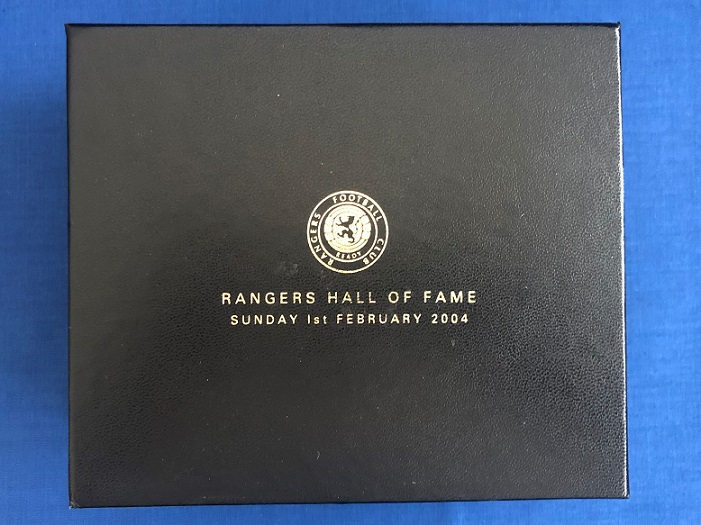 RANGERS FOOTBALL CLUB
READY
RANGERS HALL OF FAME
SUNDAY 1st FEBRUARY 2004